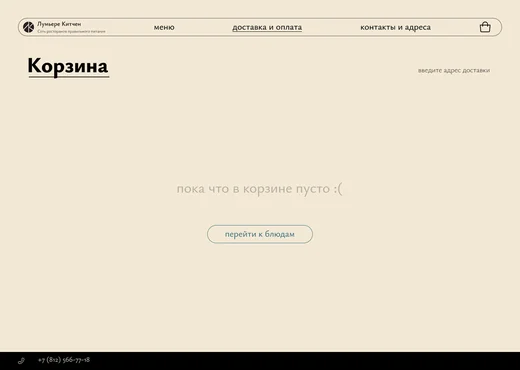 Лумьере Китчен
Сеть ресторанов правильного питания
меню
доставка и оплата
контакты и адреса
Корзина
введите адрес доставки
пока что в корзине пусто :(
перейти к блюдам
+7 (812) 566-77-18